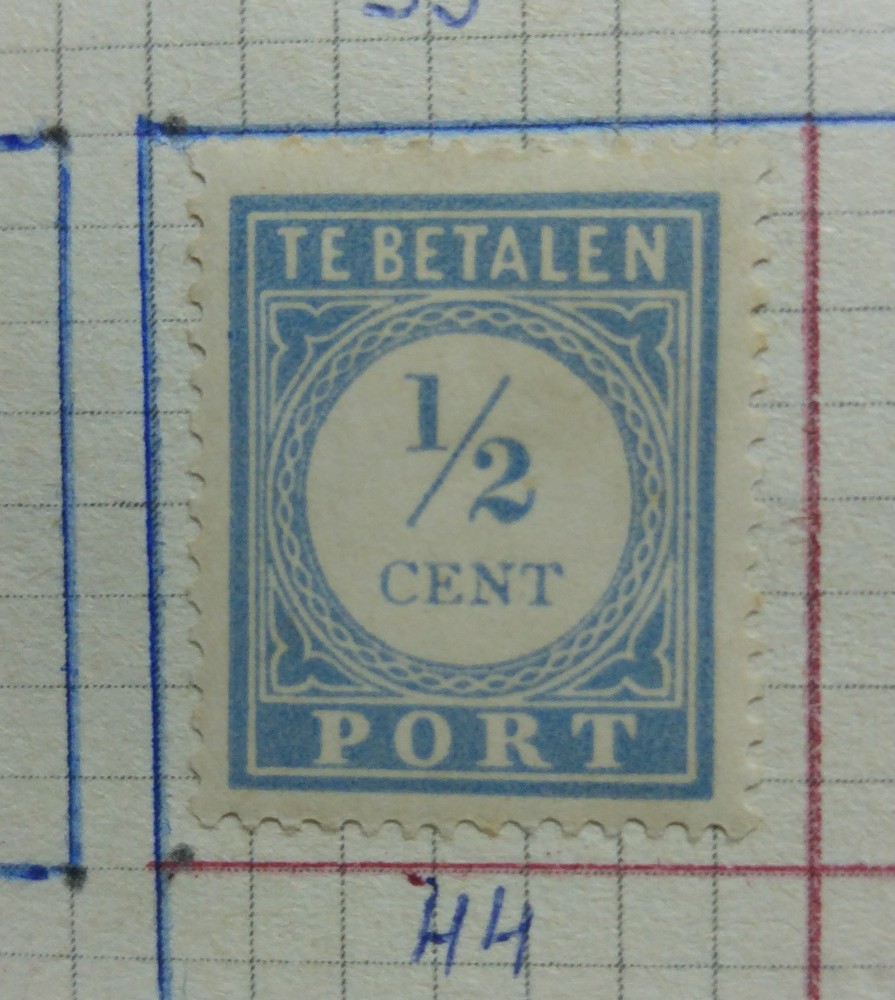 TE BETALEN
1/2
CENT
PORT
44